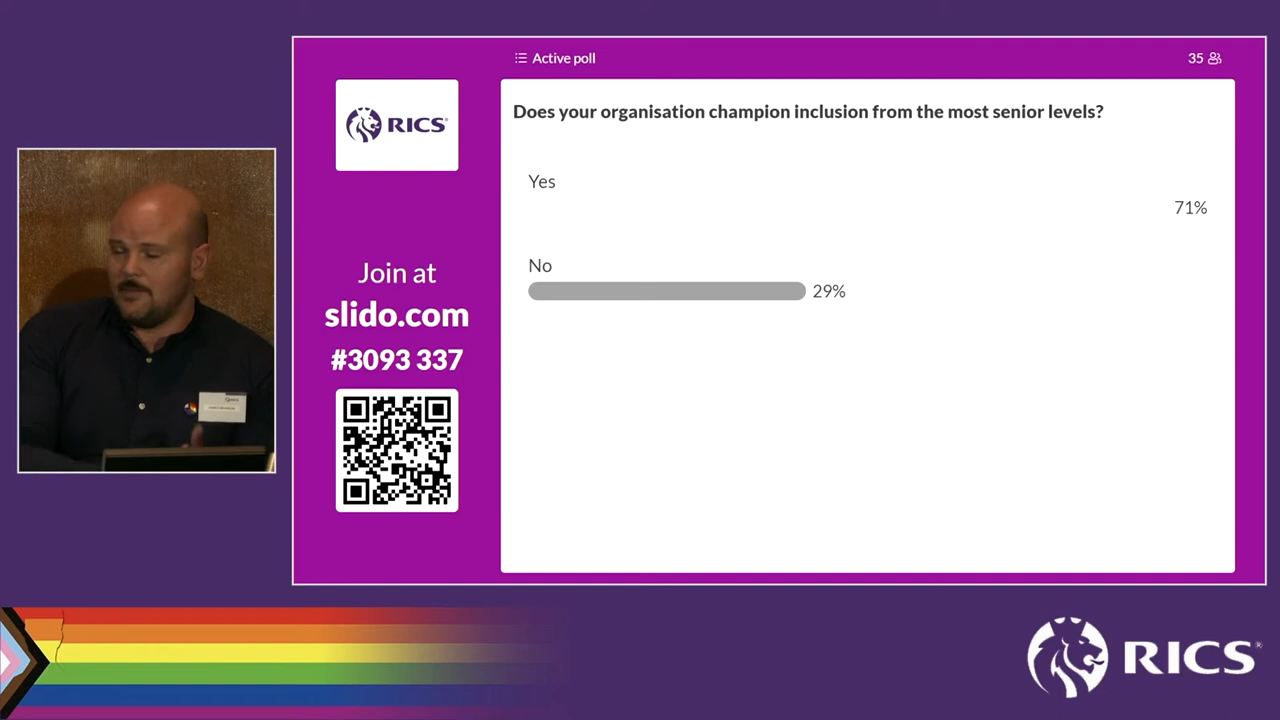 Active poll
35
RICS
Does your organisation champion inclusion from the most senior levels?
Yes
71%
No
29%
Join at
slido.com
#3093 337
RICS